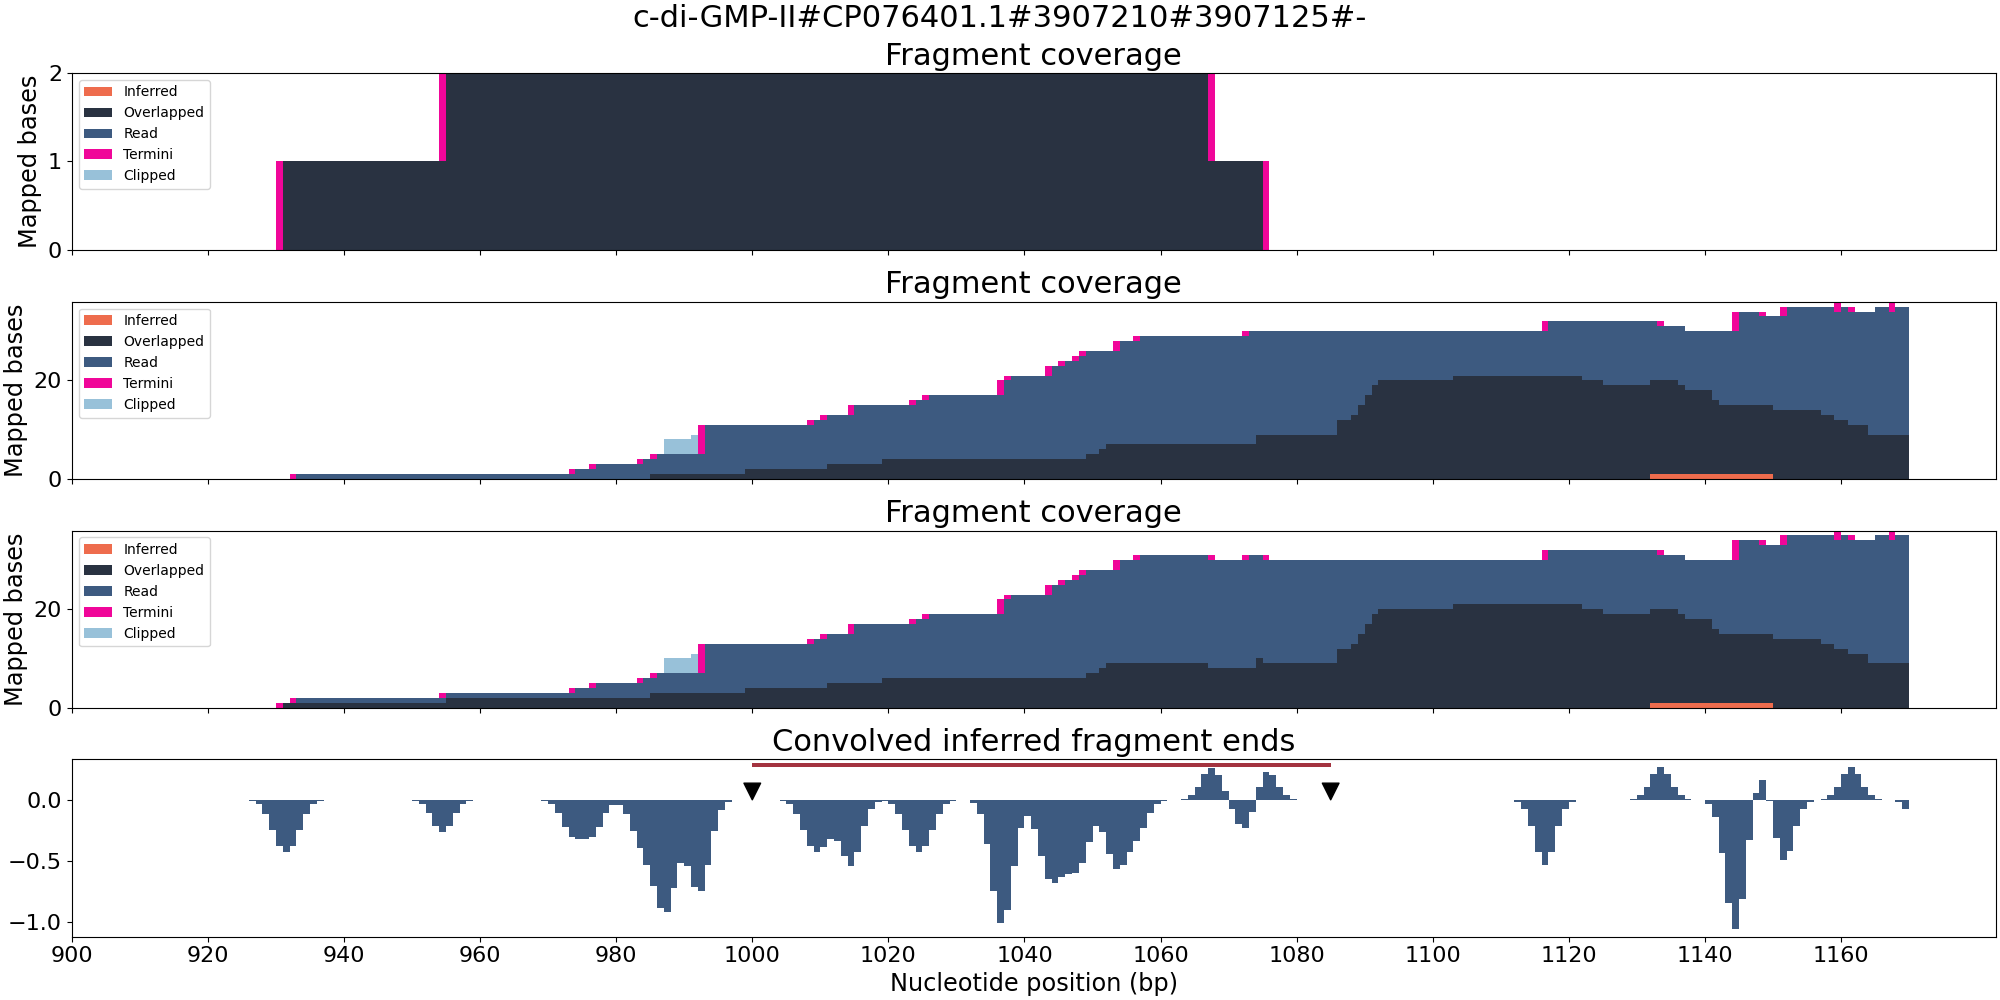 c-di-GMP-II#CP076401.1#3907210#3907125#-
Fragment coverage
Mapped bases
2
1
0
Inferred
Overlapped
Read
Termini
Clipped
Fragment coverage
Mapped bases
20
0
Inferred
Overlapped
Read
Termini
Clipped
Fragment coverage
Mapped bases
20
0
Inferred
Overlapped
Read
Termini
Clipped
Convolved inferred fragment ends
0.0
−0.5
−1.0
900 920 940 960 980 1000 1020 1040 1060 1080 1100 1120 1140 1160
Nucleotide position (bp)